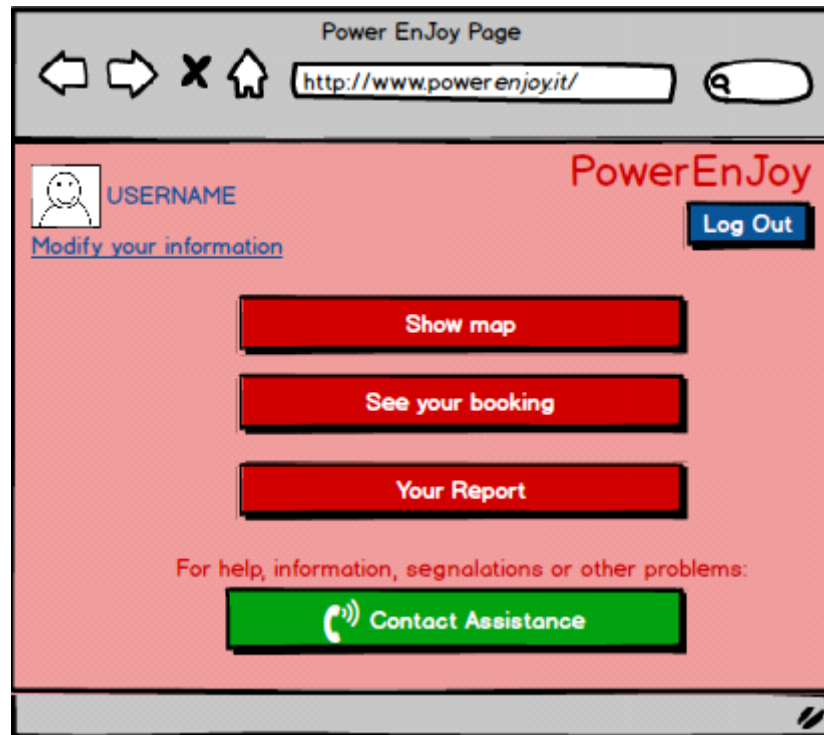 Power EnJoy Page
http://www.powerenjoy.it/
PowerEnJoy
USERNAME
Log Out
Modify your information
Show map
See your booking
Your Report
For help, information, segnalations or other problems:
Contact Assistance